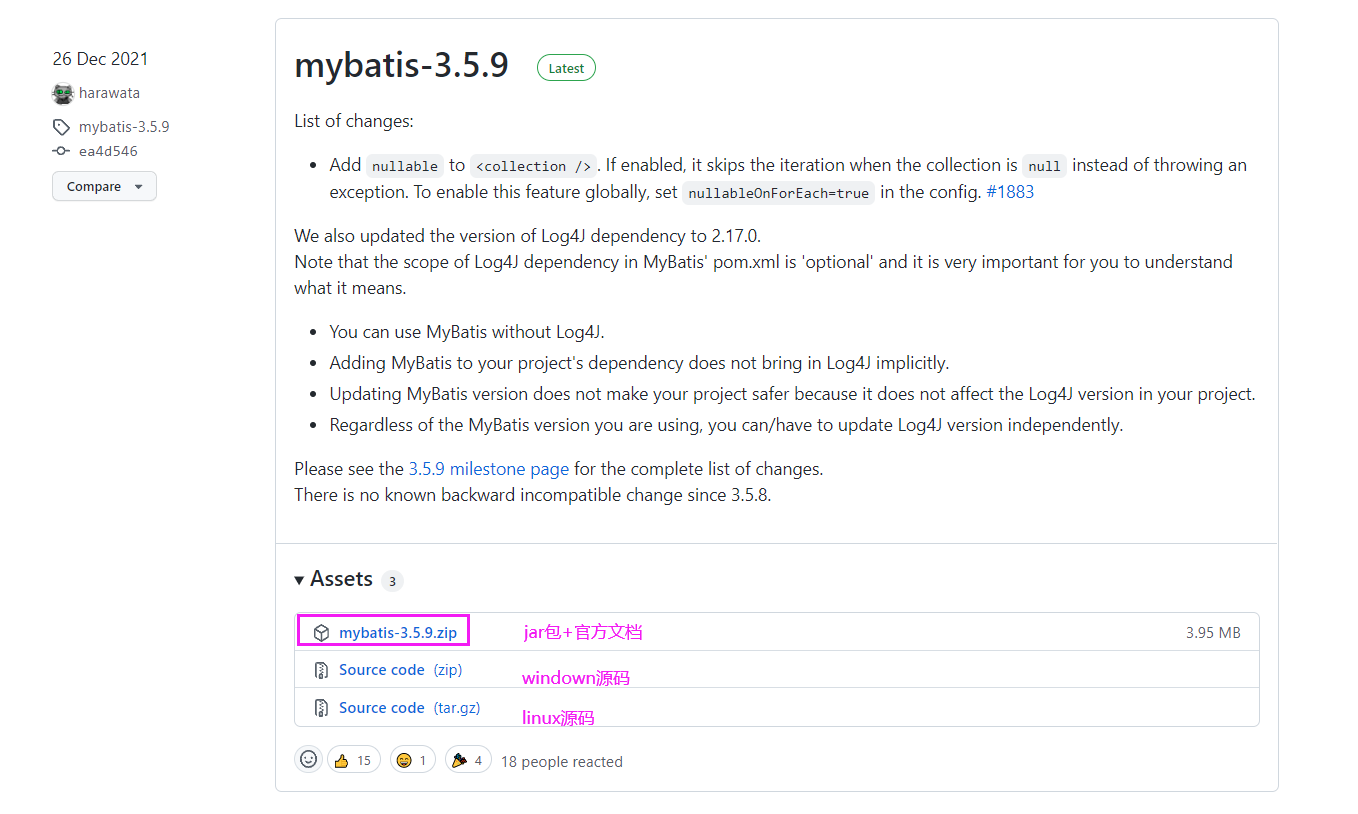 26 Dec 2021
harawata
mybatis-3.5.9
ea4d546
Compare
mybatis-3.5.9 Latest
List of changes:
Add nullable to <collection />. If enabled, it skips the iteration when the collection is null instead of throwing an
exception. To enable this feature globally, set nullableOnForEach=true in the config. #1883
We also updated the version of Log4J dependency to 2.17.0.
Note that the scope of Log4J dependency in MyBatis' pom.xml is 'optional' and it is very important for you to understand
what it means.
You can use MyBatis without Log4J.
Adding MyBatis to your project's dependency does not bring in Log4J implicitly.
Updating MyBatis version does not make your project safer because it does not affect the Log4J version in your project.
Regardless of the MyBatis version you are using, you can/have to update Log4J version independently.
Please see the 3.5.9 milestone page for the complete list of changes.
There is no known backward incompatible change since 3.5.8.
Assets 3
mybatis-3.5.9.zip jar包+官方文档 3.95 MB
Source code (zip) windown源码
Source code (tar.gz) linux源码
15 1 4 18 people reacted